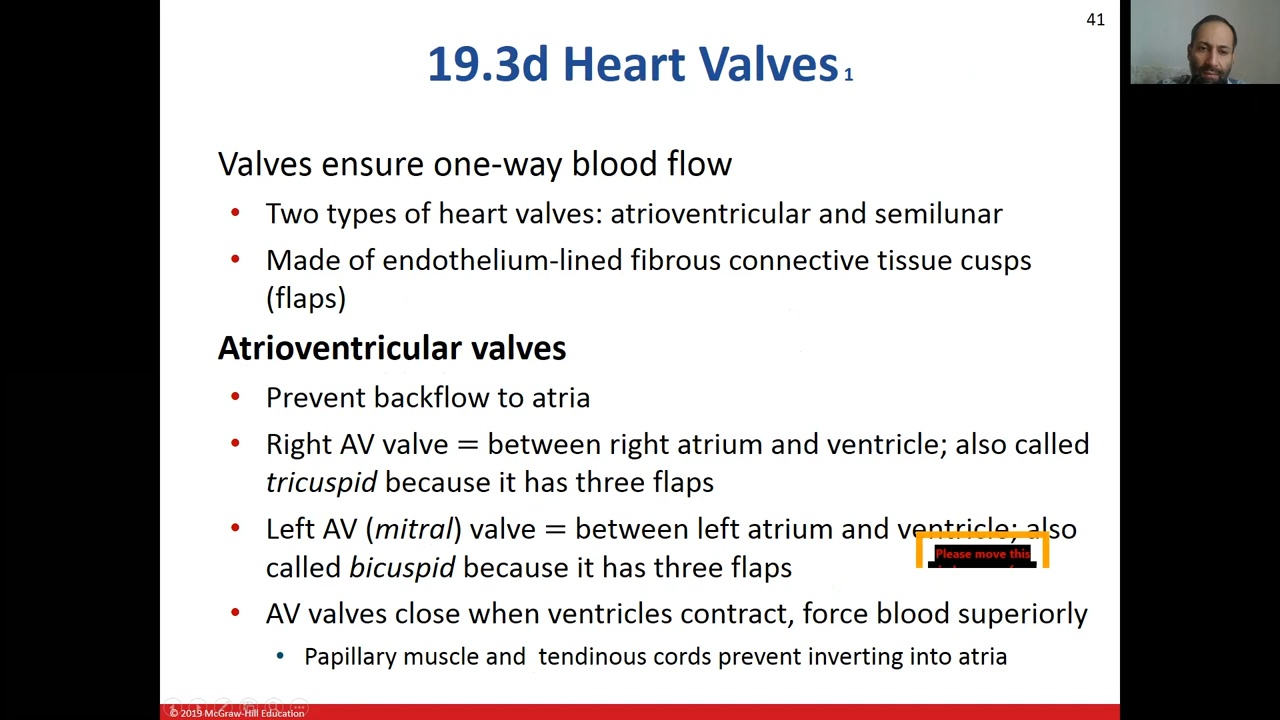 41
19.3d Heart Valves 1
Valves ensure one-way blood flow
• Two types of heart valves: atrioventricular and semilunar
• Made of endothelium-lined fibrous connective tissue cusps
(flaps)
Atrioventricular valves
• Prevent backflow to atria
• Right AV valve = between right atrium and ventricle; also called
tricuspid because it has three flaps
• Left AV (mitral) valve = between left atrium and ventricle; also
Please move this
called bicuspid because it has three flaps
• AV valves close when ventricles contract, force blood superiorly
• Papillary muscle and tendinous cords prevent inverting into atria
© 2019 McGraw-Hill Education